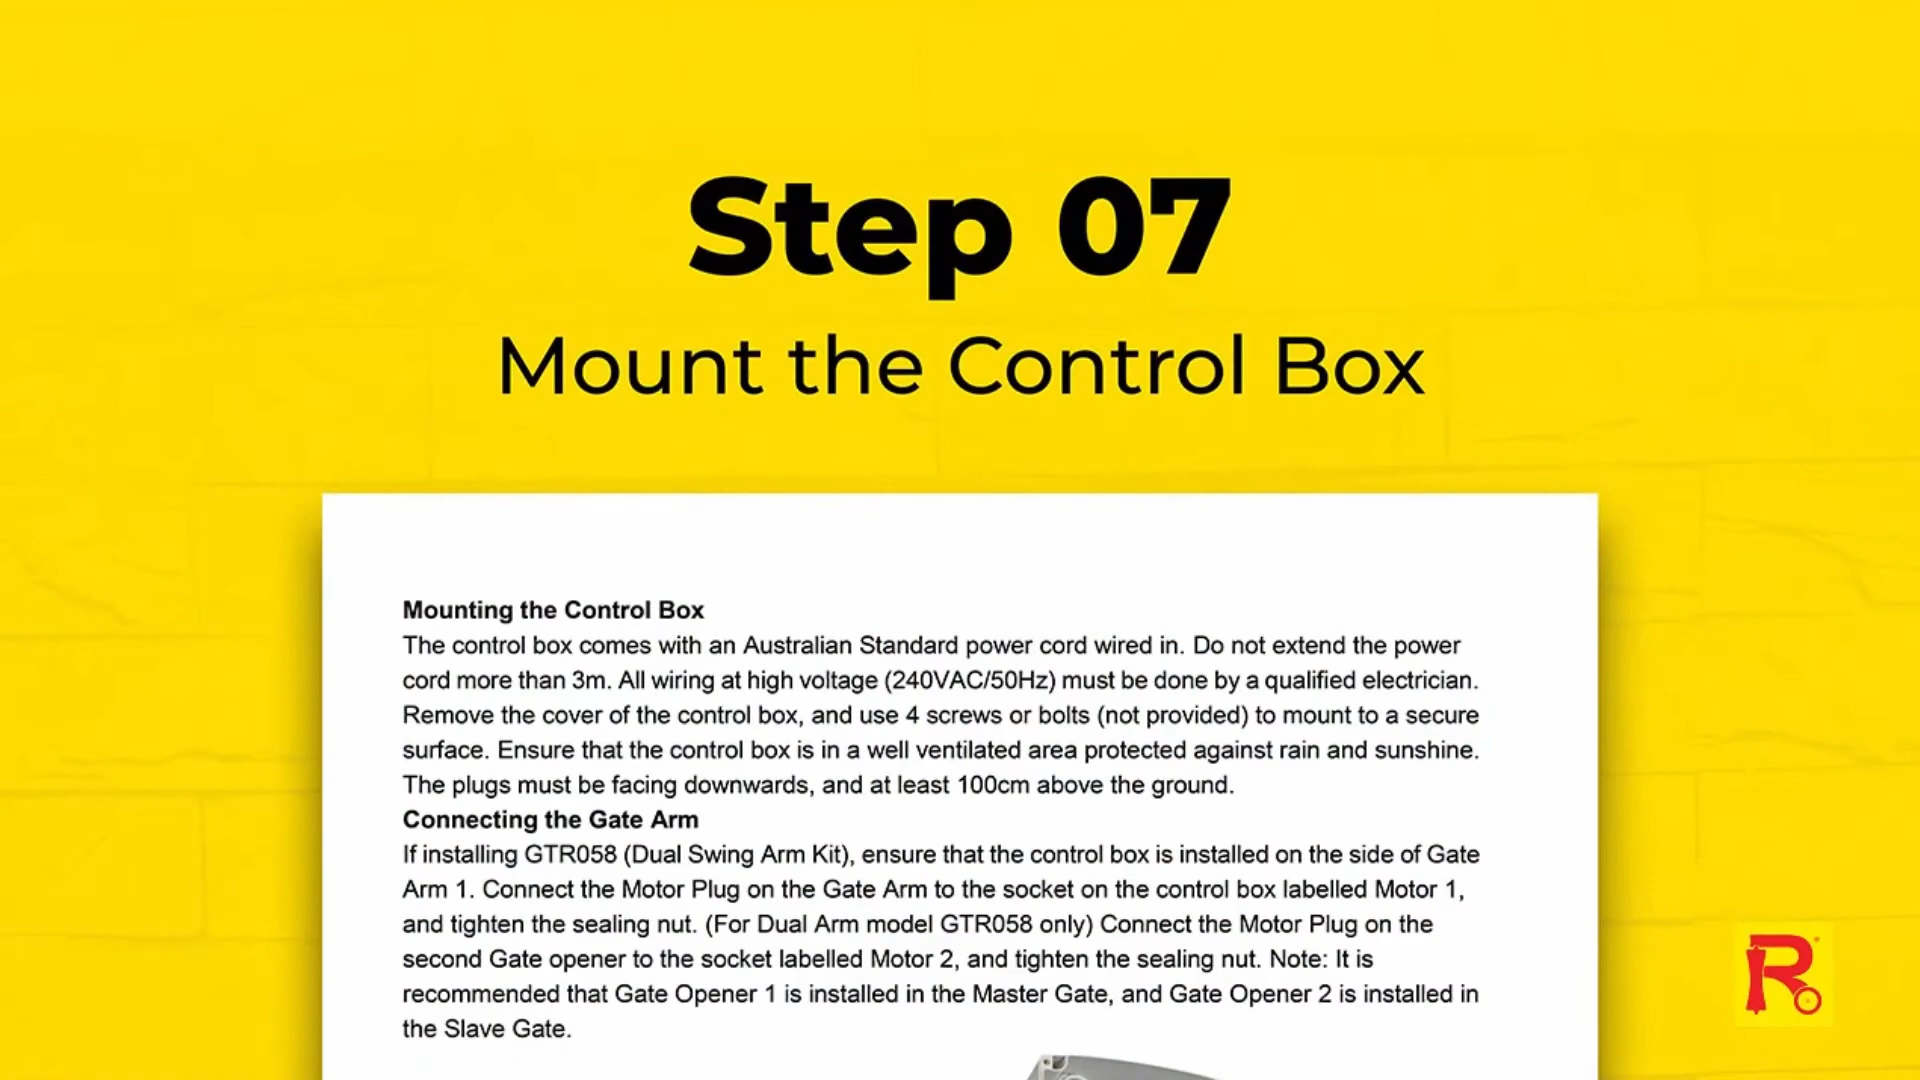 Step 07
Mount the Control Box
Mounting the Control Box
The control box comes with an Australian Standard power cord wired in. Do not extend the power
cord more than 3m. All wiring at high voltage (240VAC/50Hz) must be done by a qualified electrician.
Remove the cover of the control box, and use 4 screws or bolts (not provided) to mount to a secure
surface. Ensure that the control box is in a well ventilated area protected against rain and sunshine.
The plugs must be facing downwards, and at least 100cm above the ground.
Connecting the Gate Arm
If installing GTR058 (Dual Swing Arm Kit), ensure that the control box is installed on the side of Gate
Arm 1. Connect the Motor Plug on the Gate Arm to the socket on the control box labelled Motor 1,
and tighten the sealing nut. (For Dual Arm model GTR058 only) Connect the Motor Plug on the
second Gate opener to the socket labelled Motor 2, and tighten the sealing nut. Note: It is
recommended that Gate Opener 1 is installed in the Master Gate, and Gate Opener 2 is installed in
the Slave Gate.
R